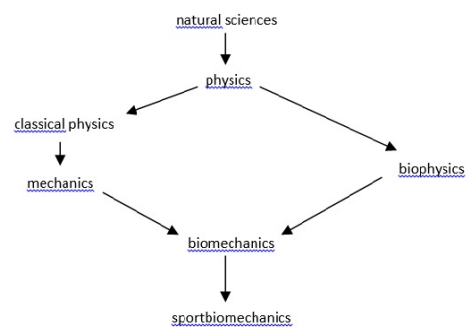 natural sciences
physics
classical physics
biophysics
mechanics
biomechanics
sportbiomechanics